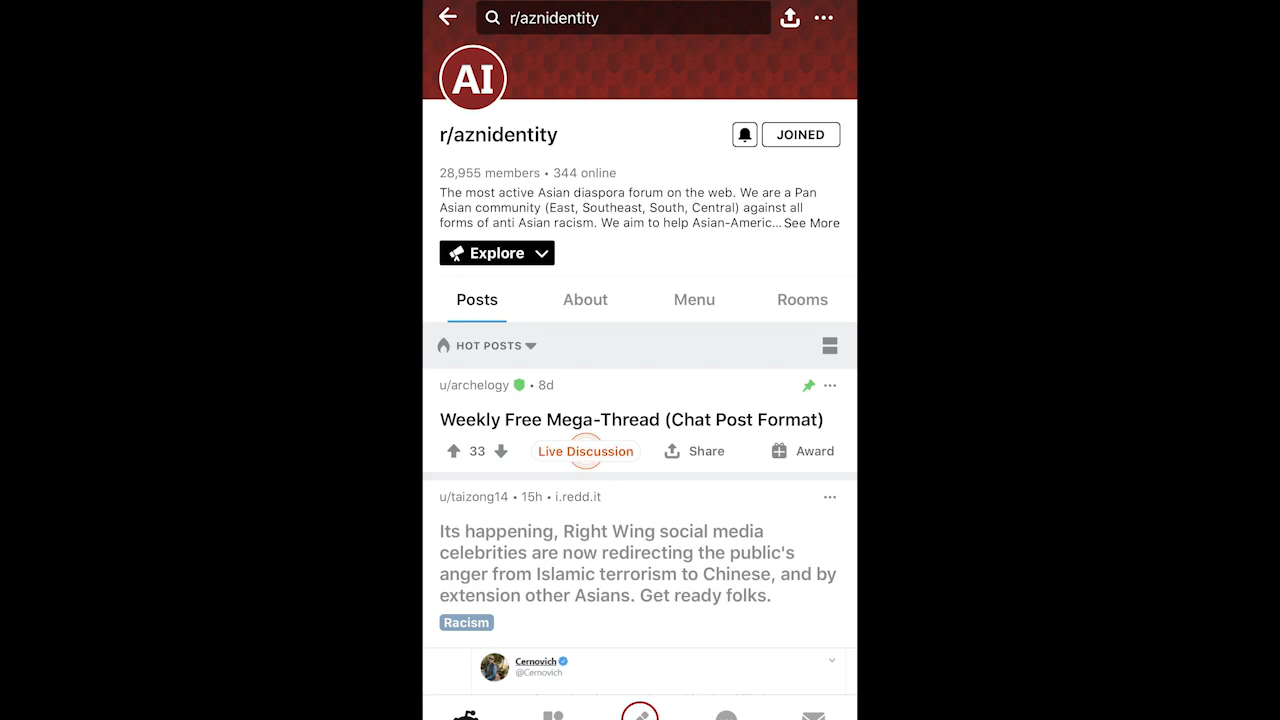 r/aznidentity
AI
r/aznidentity
JOINED
28,955 members • 344 online
The most active Asian diaspora forum on the web. We are a Pan
Asian community (East, Southeast, South, Central) against all
forms of anti Asian racism. We aim to help Asian-Americ... See More
Explore
Posts About Menu Rooms
HOT POSTS
u/archelogy • 8d
Weekly Free Mega-Thread (Chat Post Format)
33 Live Discussion Share Award
u/taizong14 • 15h • i.redd.it
Its happening, Right Wing social media
celebrities are now redirecting the public's
anger from Islamic terrorism to Chinese, and by
extension other Asians. Get ready folks.
Racism
Cernovich
@Cernovich